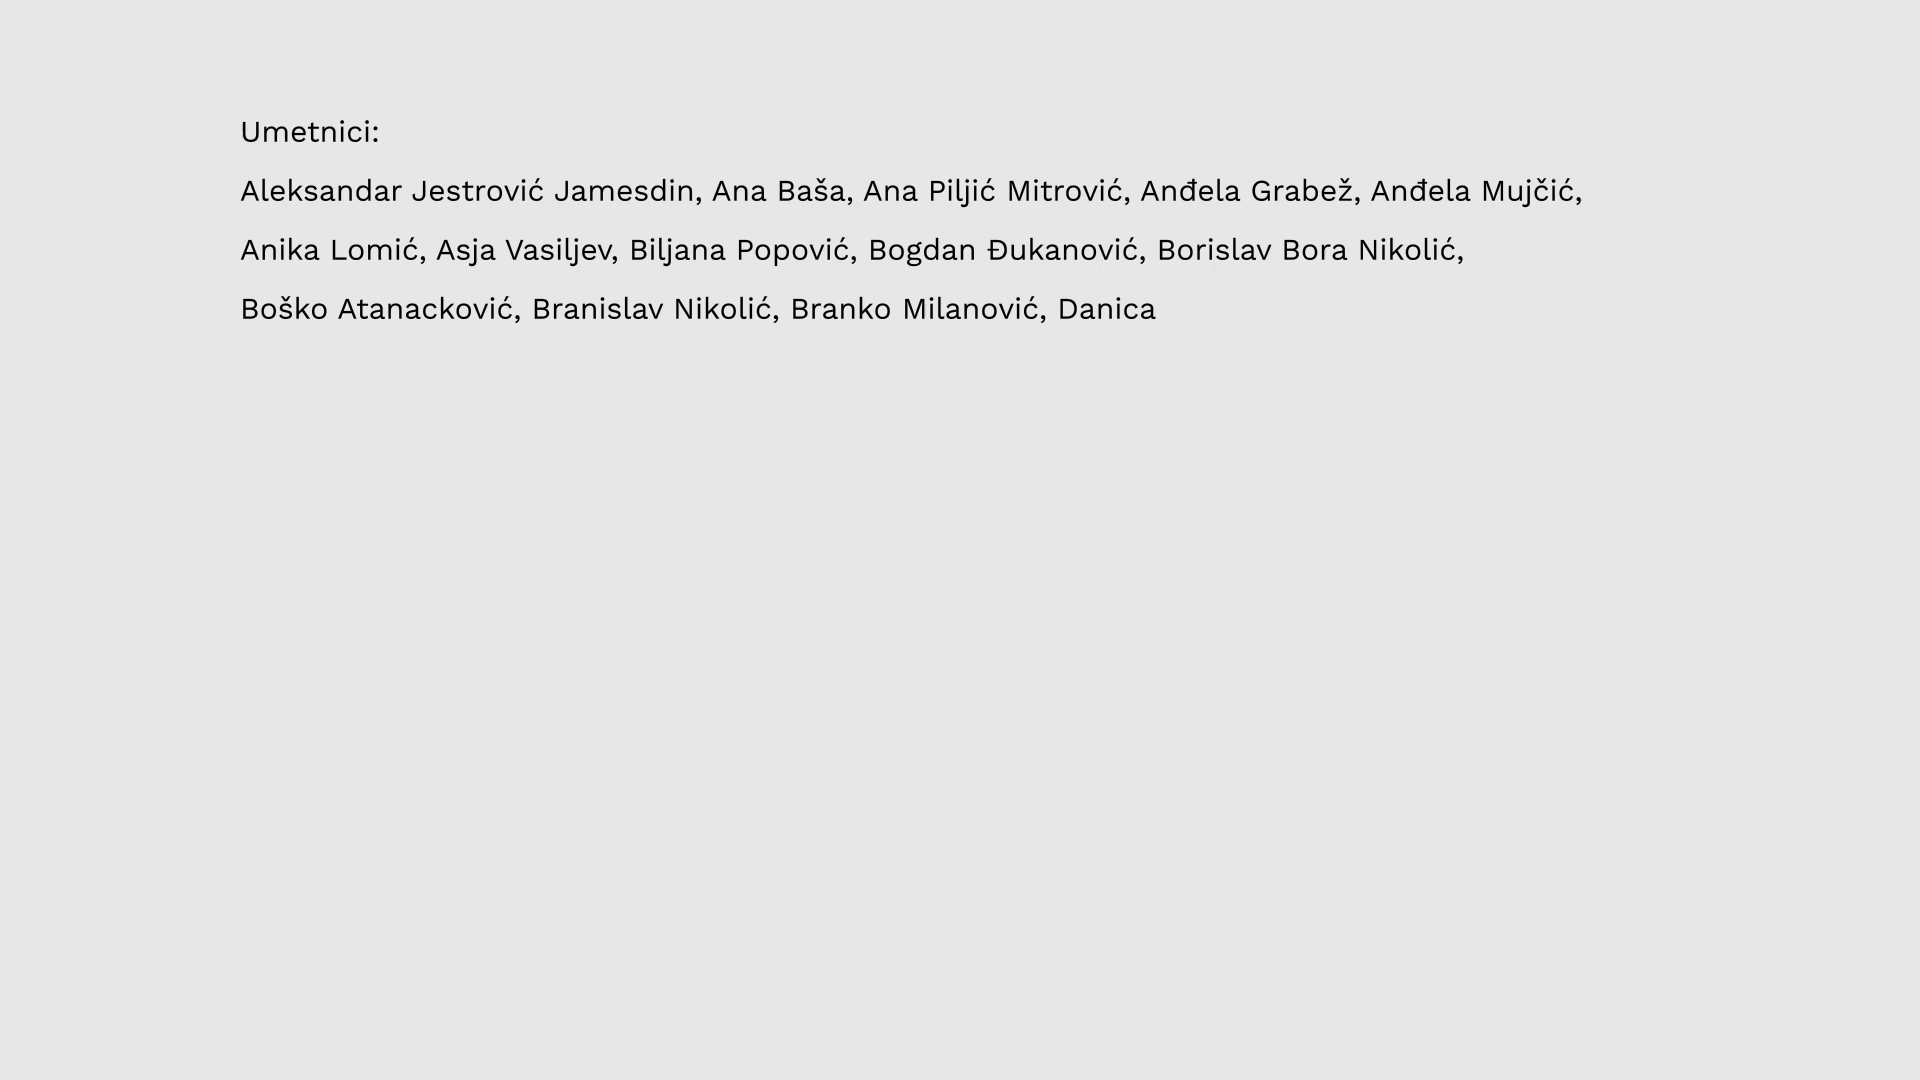 Umetnici:
Aleksandar Jestrović Jamesdin, Ana Baša, Ana Piljić Mitrović, Anđela Grabež, Anđela Mujčić,
Anika Lomić, Asja Vasiljev, Biljana Popović, Bogdan Đukanović, Borislav Bora Nikolić,
Boško Atanacković, Branislav Nikolić, Branko Milanović, Danica